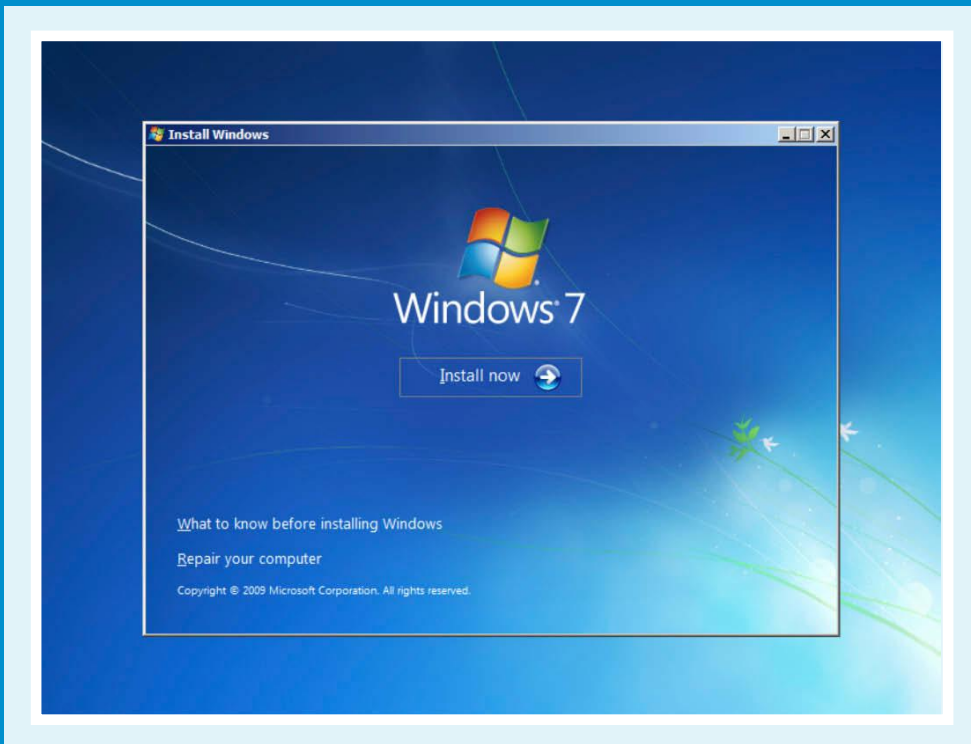 Install Windows
Windows® 7
Install now
What to know before installing Windows
Repair your computer
Copyright © 2009 Microsoft Corporation. All rights reserved.